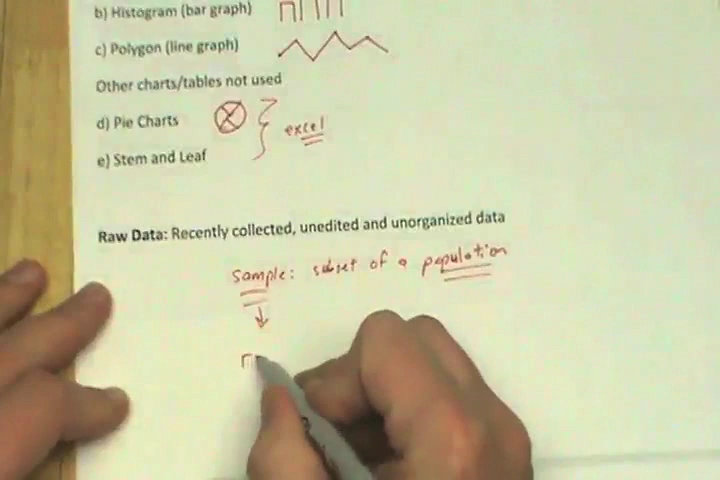 b) Histogram (bar graph)
c) Polygon (line graph)
Other charts/tables not used
d) Pie Charts
excel
e) Stem and Leaf
Raw Data: Recently collected, unedited and unorganized data
sample: subset of a population
r